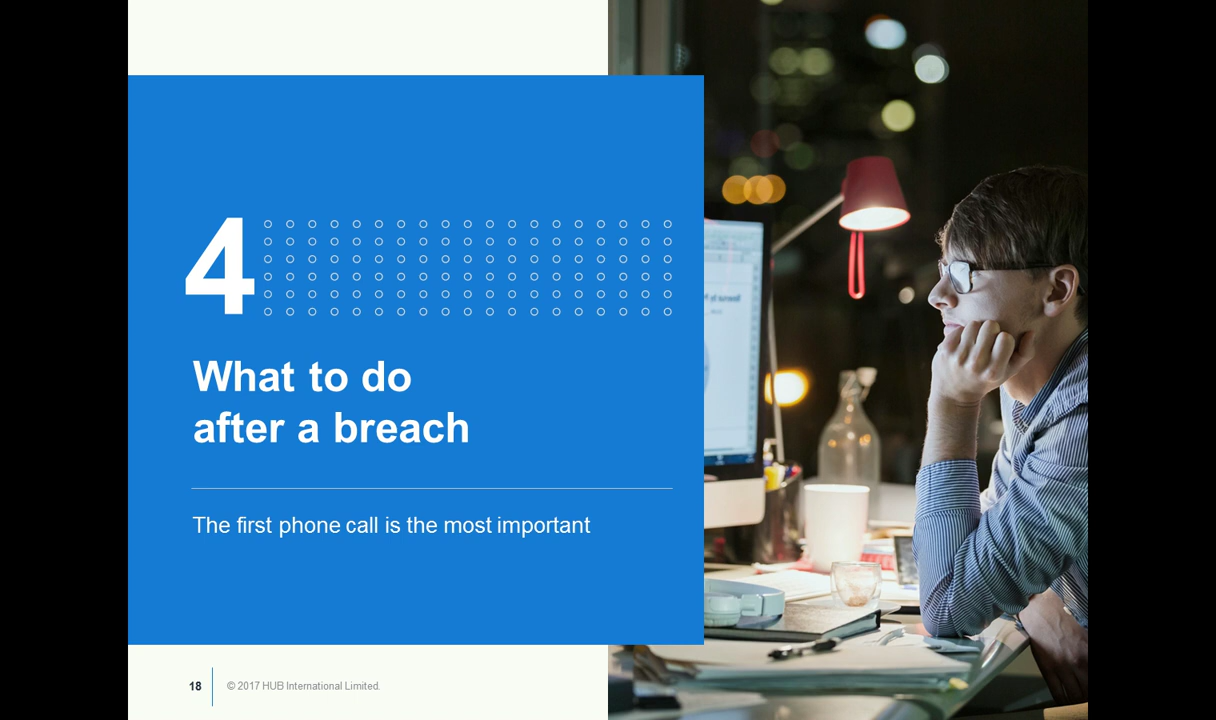 4
What to do
after a breach
The first phone call is the most important
18
© 2017 HUB International Limited.